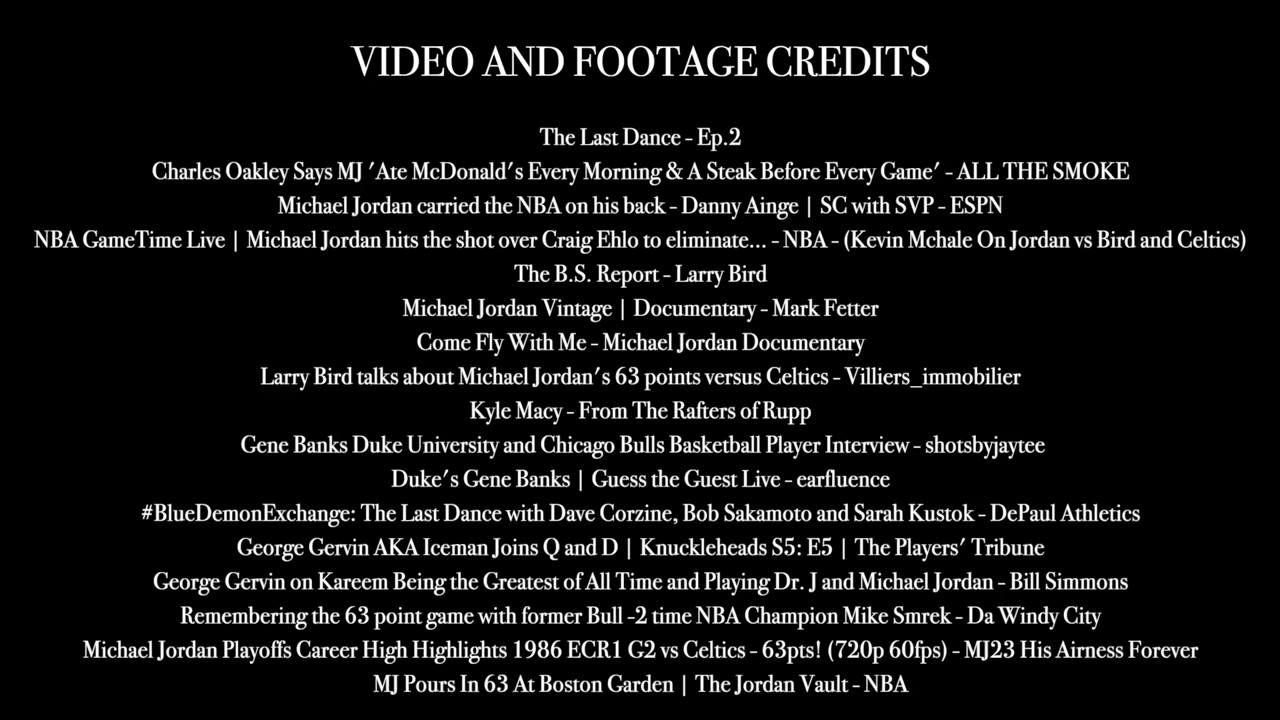 VIDEO AND FOOTAGE CREDITS
The Last Dance - Ep.2
Charles Oakley Says MJ 'Ate McDonald's Every Morning & A Steak Before Every Game' - ALL THE SMOKE
Michael Jordan carried the NBA on his back - Danny Ainge | SC with SVP - ESPN
NBA GameTime Live | Michael Jordan hits the shot over Craig Ehlo to eliminate... - NBA - (Kevin Mchale On Jordan vs Bird and Celtics)
The B.S. Report - Larry Bird
Michael Jordan Vintage | Documentary - Mark Fetter
Come Fly With Me - Michael Jordan Documentary
Larry Bird talks about Michael Jordan's 63 points versus Celtics - Villiers_immobilier
Kyle Macy - From The Rafters of Rupp
Gene Banks Duke University and Chicago Bulls Basketball Player Interview - shotsbyjaytee
Duke's Gene Banks | Guess the Guest Live - earfluence
#BlueDemonExchange: The Last Dance with Dave Corzine, Bob Sakamoto and Sarah Kustok - DePaul Athletics
George Gervin AKA Iceman Joins Q and D | Knuckleheads S5: E5 | The Players' Tribune
George Gervin on Kareem Being the Greatest of All Time and Playing Dr. J and Michael Jordan - Bill Simmons
Remembering the 63 point game with former Bull -2 time NBA Champion Mike Smrek - Da Windy City
Michael Jordan Playoffs Career High Highlights 1986 ECR1 G2 vs Celtics - 63pts! (720p 60fps) - MJ23 His Airness Forever
MJ Pours In 63 At Boston Garden | The Jordan Vault - NBA